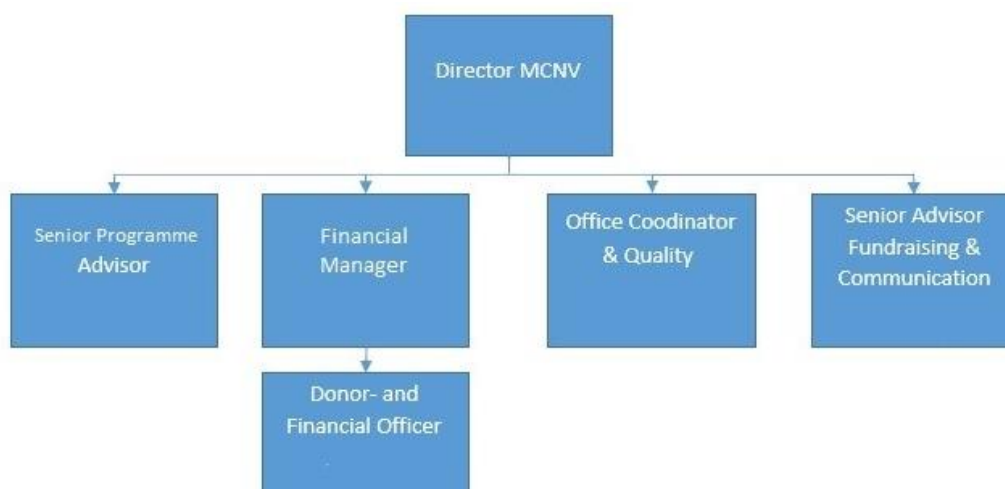 Director MCNV
Senior Programme
Advisor
Financial
Manager
Office Coodinator
& Quality
Senior Advisor
Fundraising &
Communication
Donor- and
Financial Officer